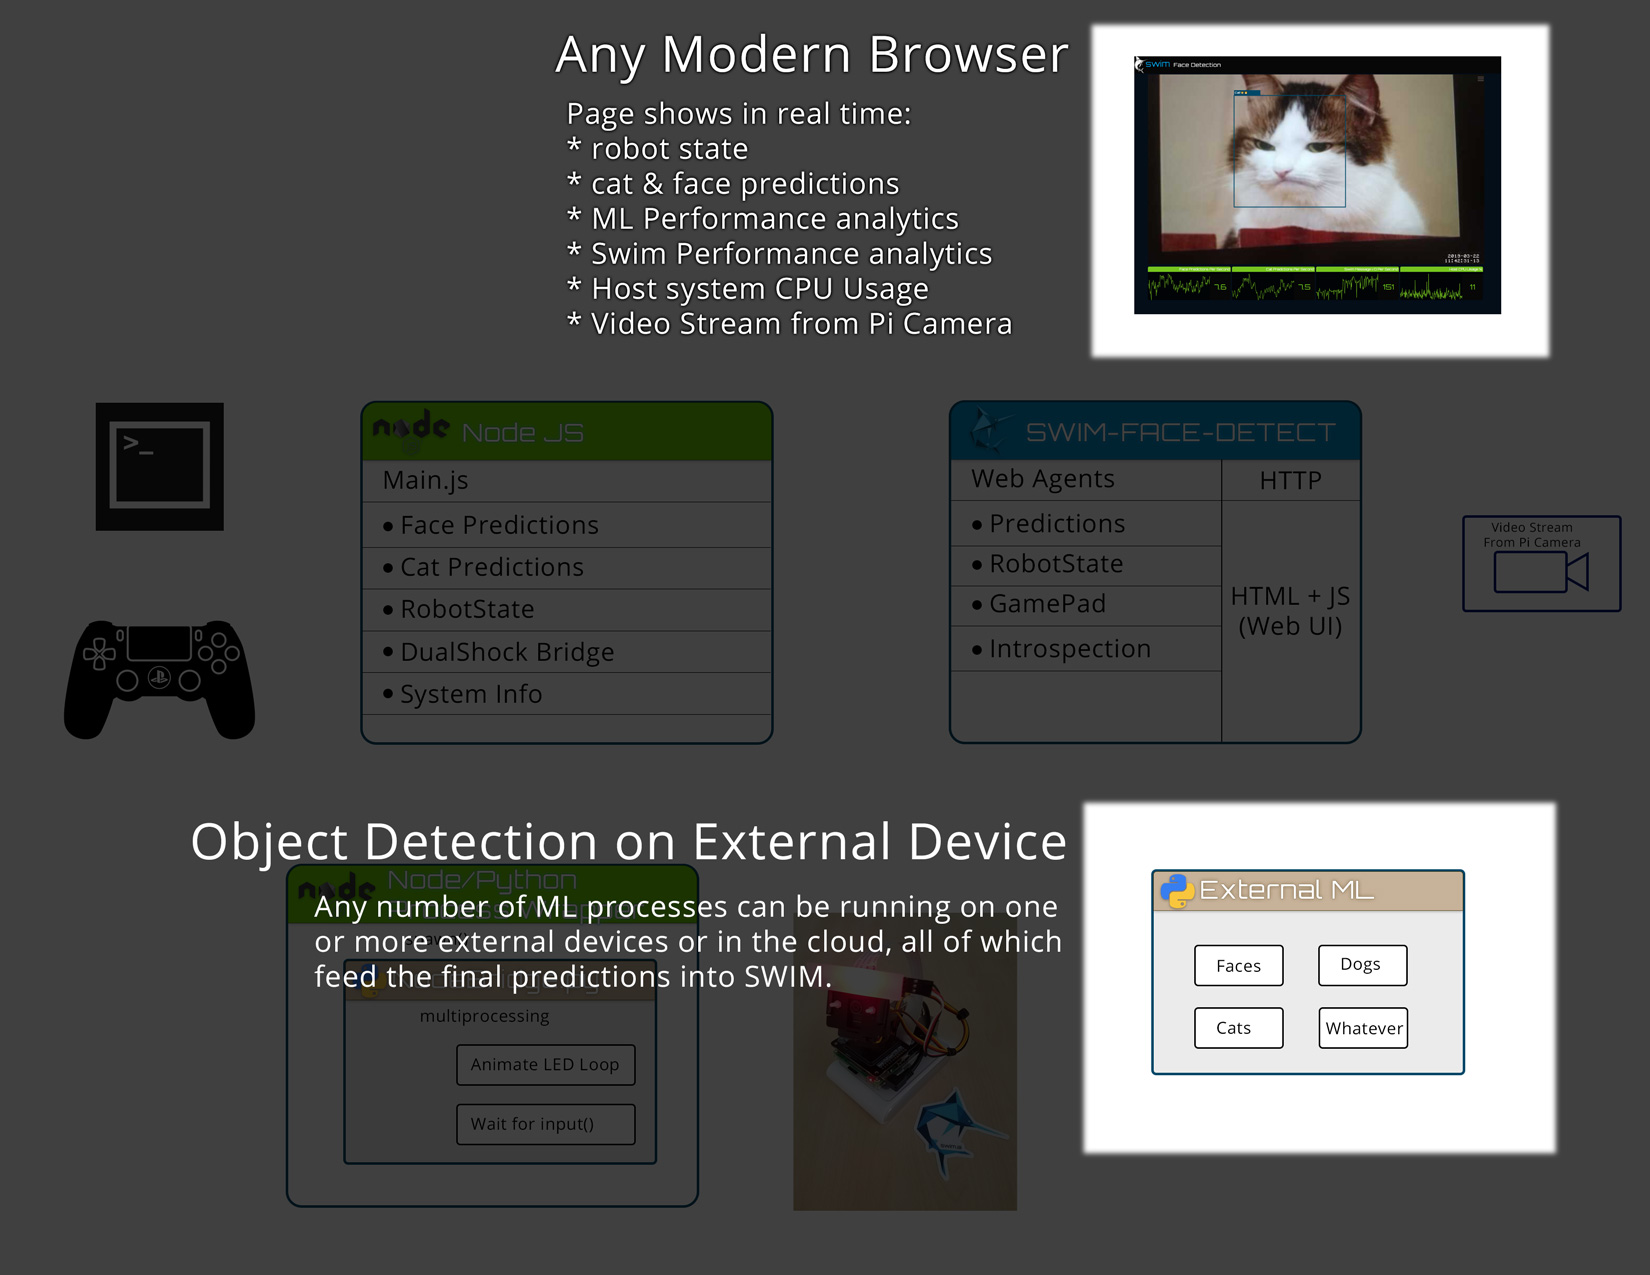 Any Modern Browser
Page shows in real time:
* robot state
* cat & face predictions
* ML Performance analytics
* Swim Performance analytics
* Host system CPU Usage
* Video Stream from Pi Camera
SWIM Face Detection
2019-03-22
7.6
7.5
151
11
>_
node Node JS
Main.js
• Face Predictions
• Cat Predictions
• RobotState
• DualShock Bridge
• System Info
SWIM-FACE-DETECT
Web Agents
HTTP
• Predictions
• RobotState
• GamePad
• Introspection
HTML + JS
(Web UI)
Video Stream
From Pi Camera
Object Detection on External Device
node Node/Python
Process Wrapper
Any number of ML processes can be running on one
or more external devices or in the cloud, all of which
feed the final predictions into SWIM.
multiprocessing
Animate LED Loop
Wait for input()
External ML
Faces
Dogs
Cats
Whatever